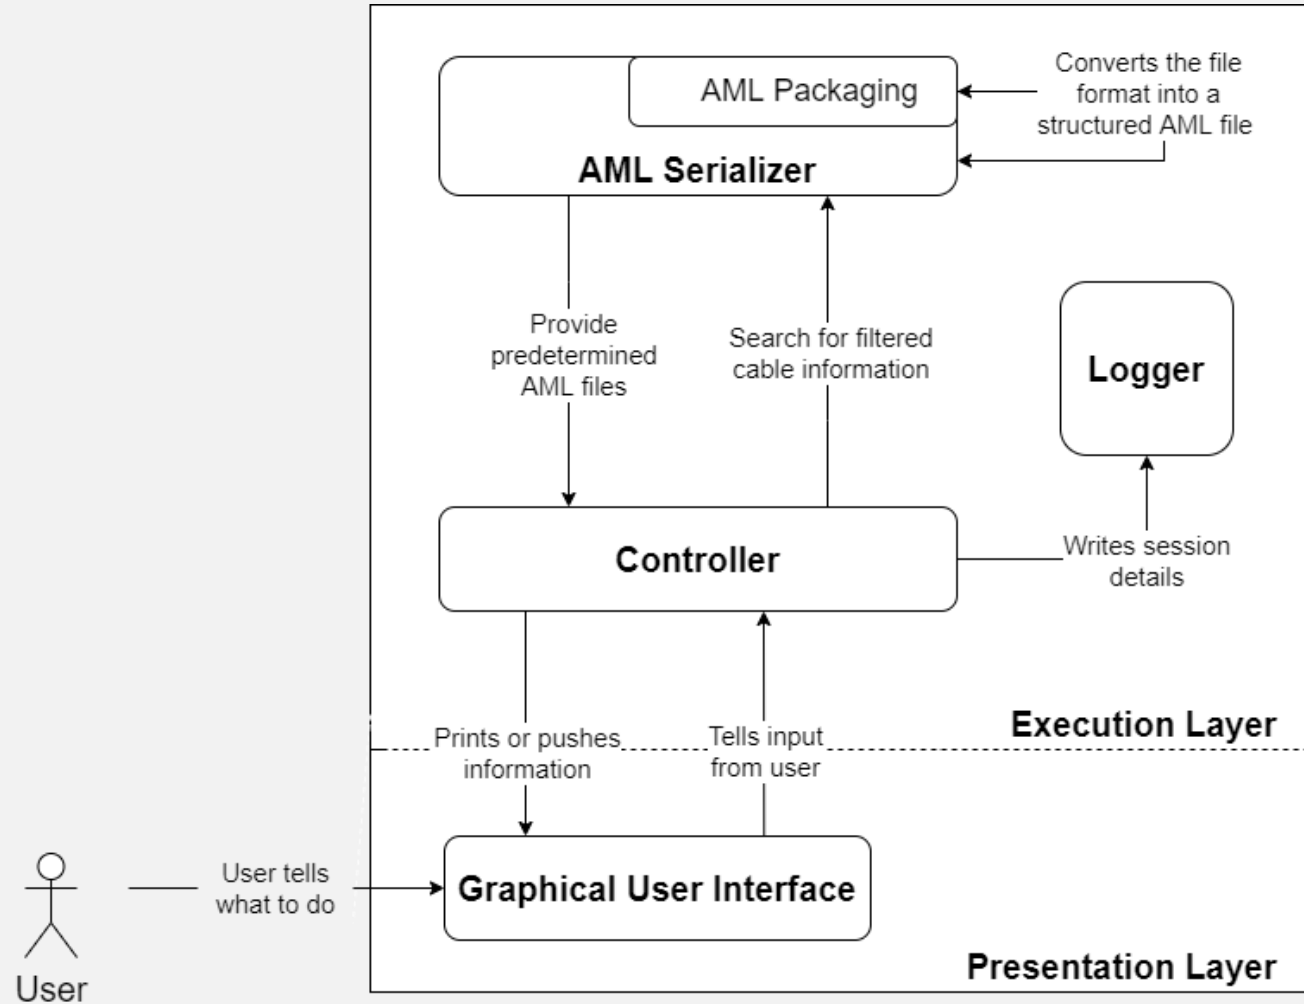 AML Packaging
AML Serializer
Converts the file
format into a
structured AML file
Provide
predetermined
AML files
Search for filtered
cable information
Logger
Controller
Writes session
details
Execution Layer
Prints or pushes
information
Tells input
from user
User tells
what to do
Graphical User Interface
Presentation Layer
User